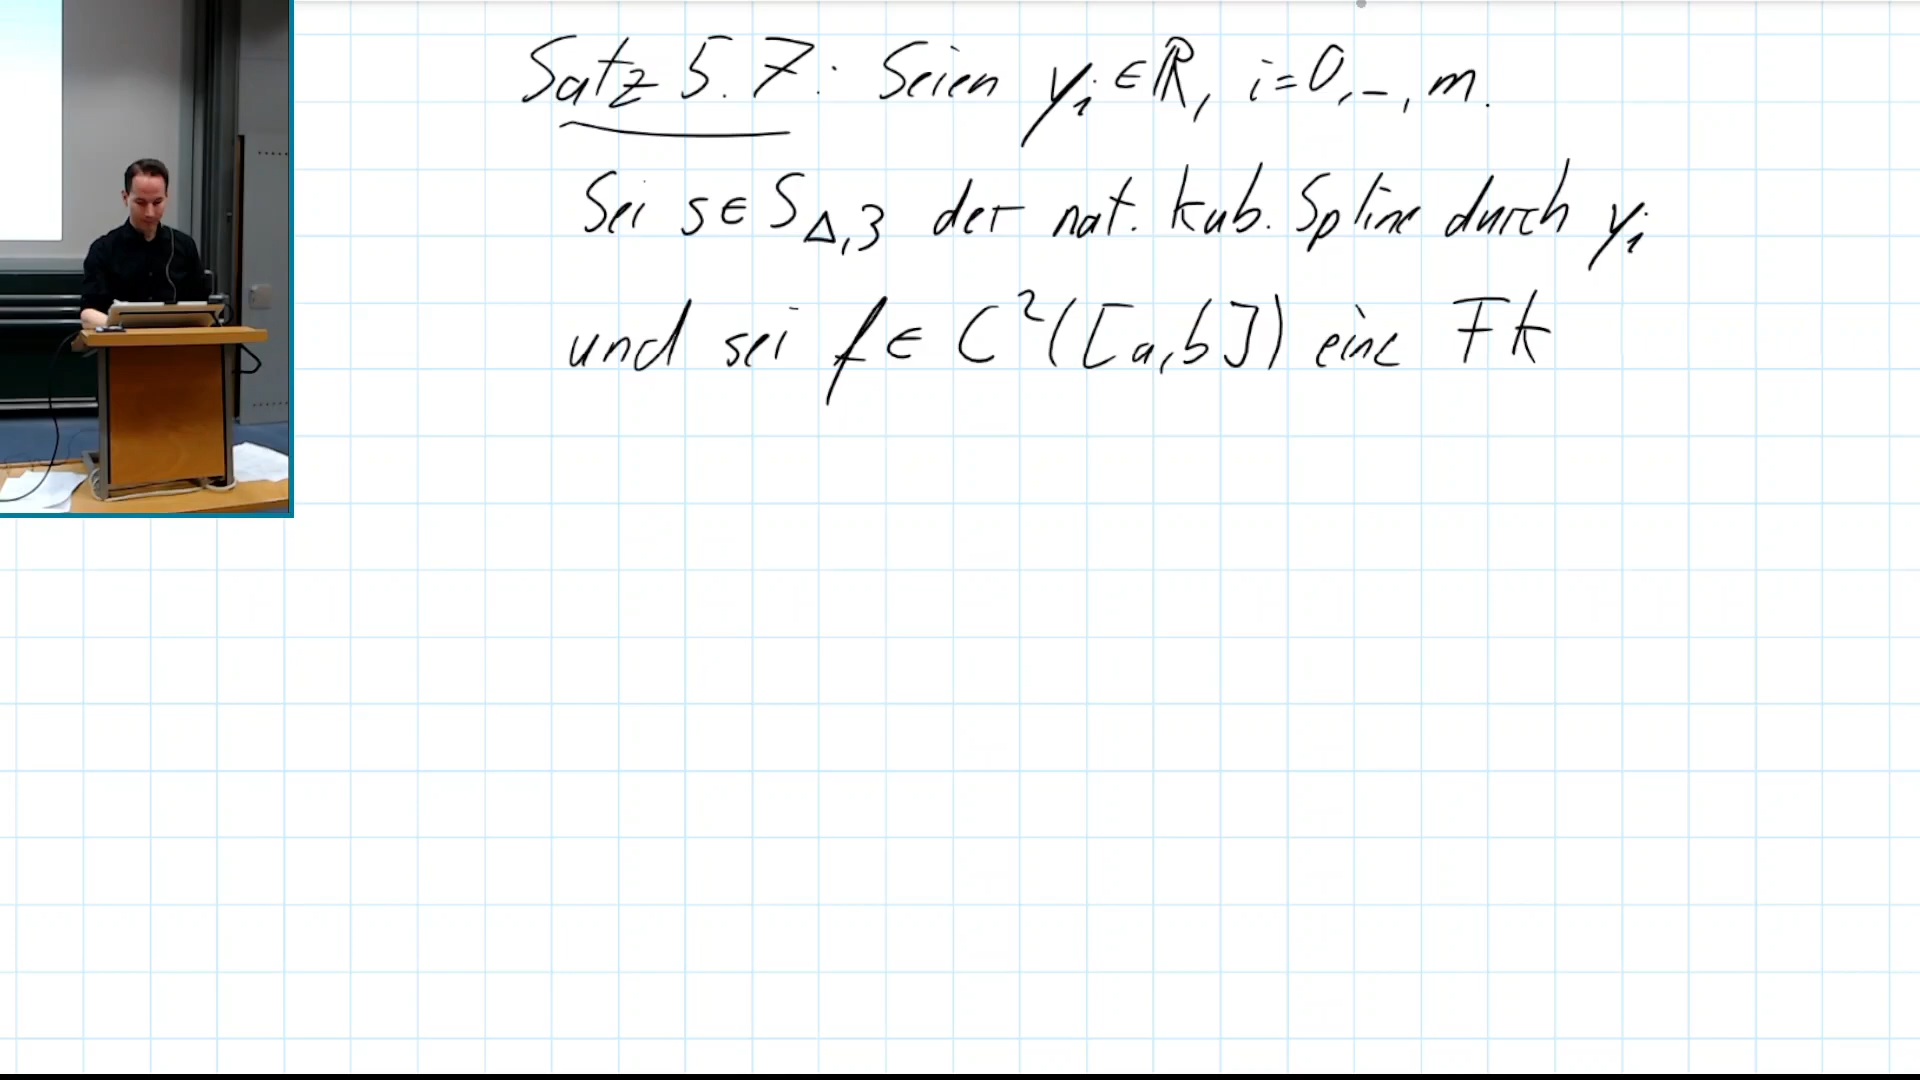 Satz 5.7: Seien yᵢ ∈ ℝ, i=0,–,m.
Sei s ∈ S_Δ,3 der nat. kub. Spline durch yᵢ
und sei f ∈ C²([a,b]) eine Fk